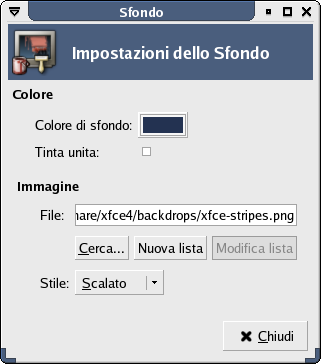 Sfondo
Impostazioni dello Sfondo
Colore
Colore di sfondo:
Tinta unita:
Immagine
File: hare/xfce4/backdrops/xfce-stripes.png
Cerca... Nuova lista Modifica lista
Stile: Scalato
Chiudi